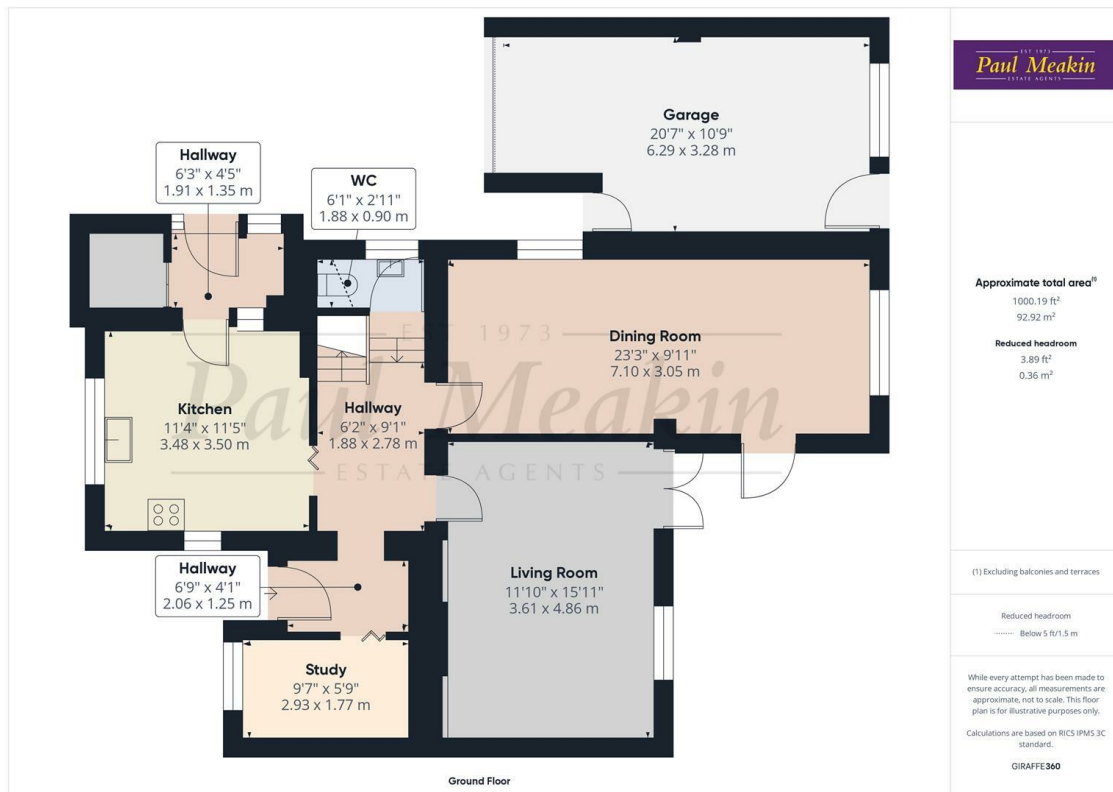 Garage
20'7" x 10'9"
6.29 x 3.28 m
Hallway
6'3" x 4'5"
1.91 x 1.35 m
WC
6'1" x 2'11"
1.88 x 0.90 m
EST 1973
Paul Meakin
ESTATE AGENTS
Dining Room
23'3" x 9'11"
7.10 x 3.05 m
Kitchen
11'4" x 11'5"
3.48 x 3.50 m
Hallway
6'2" x 9'1"
1.88 x 2.78 m
Hallway
6'9" x 4'1"
2.06 x 1.25 m
Living Room
11'10" x 15'11"
3.61 x 4.86 m
Study
9'7" x 5'9"
2.93 x 1.77 m
Ground Floor
EST 1973
Paul Meakin
ESTATE AGENTS
Approximate total area(1)
1000.19 ft²
92.92 m²
Reduced headroom
3.89 ft²
0.36 m²
(1) Excluding balconies and terraces
Reduced headroom
Below 5 ft/1.5 m
While every attempt has been made to
ensure accuracy, all measurements are
approximate, not to scale. This floor
plan is for illustrative purposes only.
Calculations are based on RICS IPMS 3C
standard.
GIRAFFE360